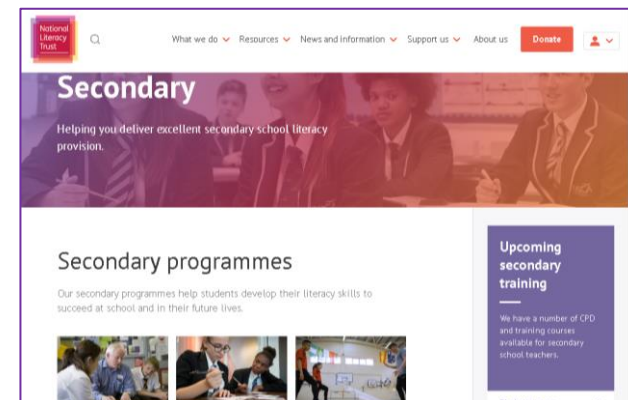 National
Literacy
Trust
What we do
Resources
News and information
Support us
About us
Donate
Secondary
Helping you deliver excellent secondary school literacy
provision.
Secondary programmes
Our secondary programmes help students develop their literacy skills to
succeed at school and in their future lives.
Upcoming
secondary
training
We have a number of CPD
and training courses
available for secondary
school teachers.